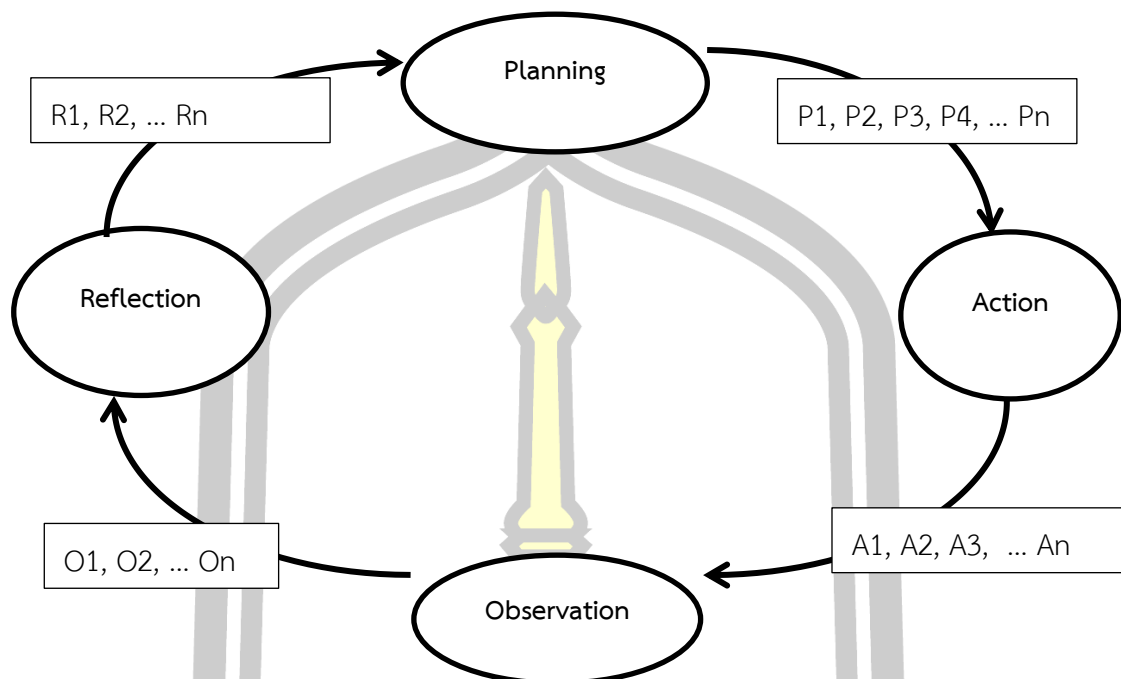 Planning
R1, R2, ... Rn
P1, P2, P3, P4, ... Pn
Reflection
Action
O1, O2, ... On
A1, A2, A3,  ... An
Observation